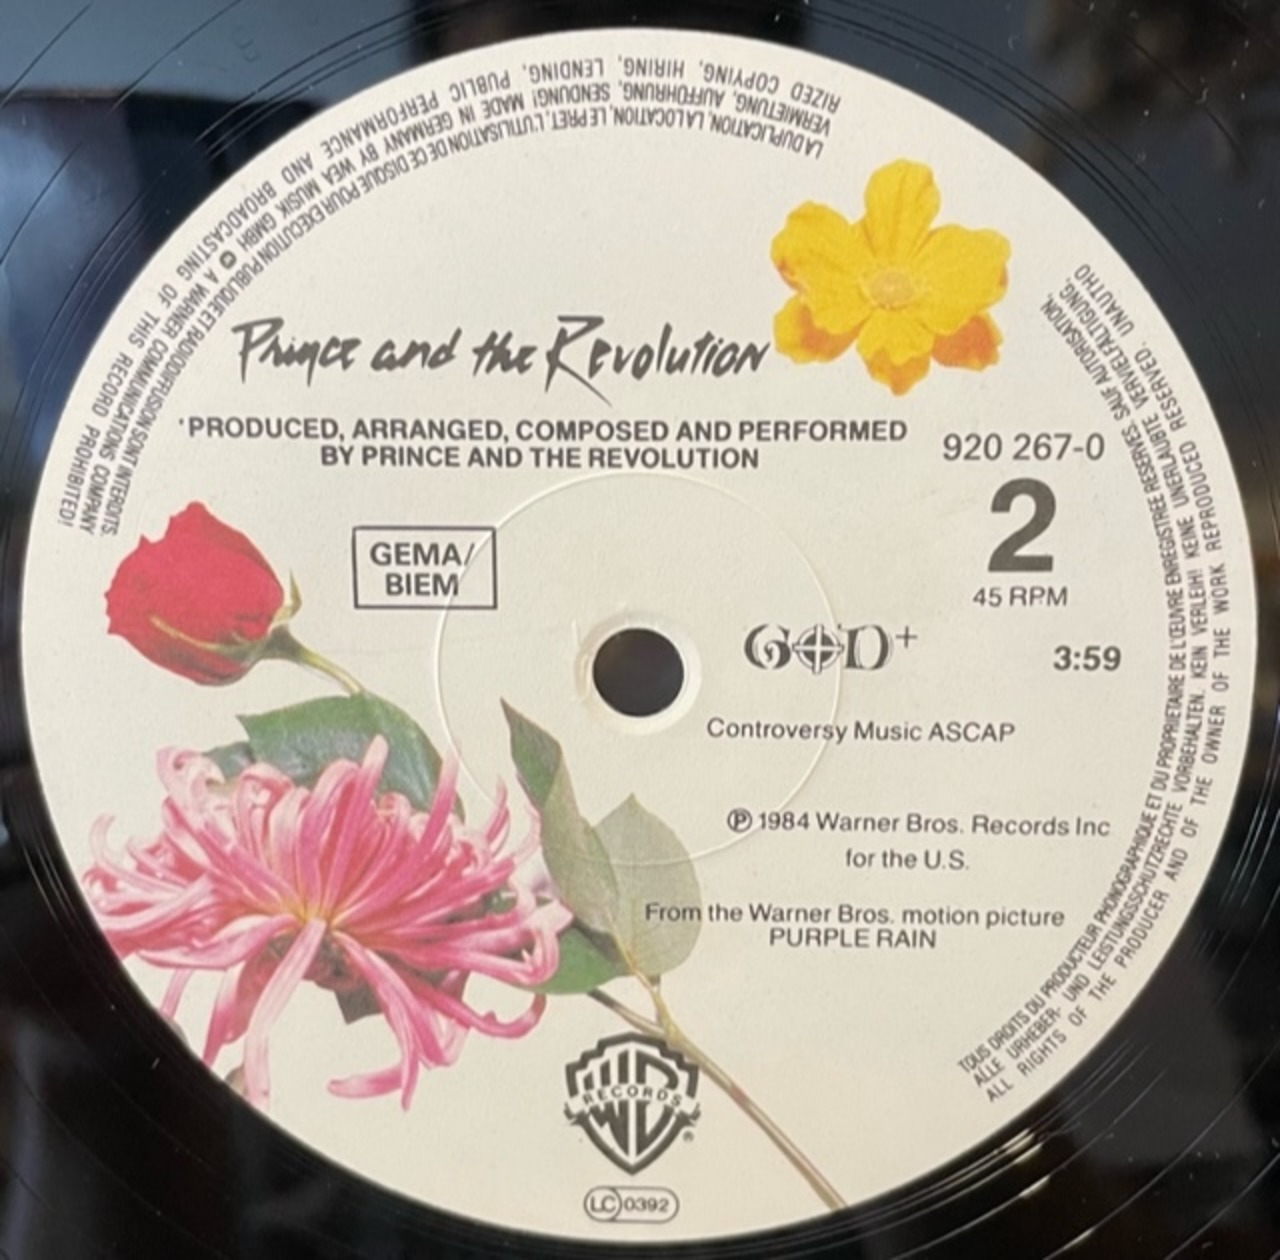 Prince and the Revolution
PRODUCED, ARRANGED, COMPOSED AND PERFORMED
BY PRINCE AND THE REVOLUTION
920 267-0
2
45 RPM
GEMA/
BIEM
GOD+
3:59
Controversy Music ASCAP
℗ 1984 Warner Bros. Records Inc
for the U.S.
From the Warner Bros. motion picture
PURPLE RAIN
WB
RECORDS
®
LC 0392
TOUS DROITS DU PRODUCTEUR PHONOGRAPHIQUE ET DU PROPRIETAIRE DE L'ŒUVRE ENREGISTREE RESERVES. SAUF AUTORISATION,
LA DUPLICATION, LA LOCATION, LE PRET, L'UTILISATION DE CE DISQUE POUR EXECUTION PUBLIQUE ET RADIODIFFUSION SONT INTERDITS.
ALLE URHEBER- UND LEISTUNGSSCHUTZRECHTE VORBEHALTEN. KEIN VERLEIH! KEINE UNERLAUBTE VERVIELFÄLTIGUNG,
VERMIETUNG, AUFFÜHRUNG, SENDUNG! MADE IN GERMANY BY WEA MUSIK GMBH A WARNER COMMUNICATIONS COMPANY
ALL RIGHTS OF THE PRODUCER AND OF THE OWNER OF THE WORK REPRODUCED RESERVED. UNAUTHO
RIZED COPYING, HIRING, LENDING, PUBLIC PERFORMANCE AND BROADCASTING OF THIS RECORD PROHIBITED!